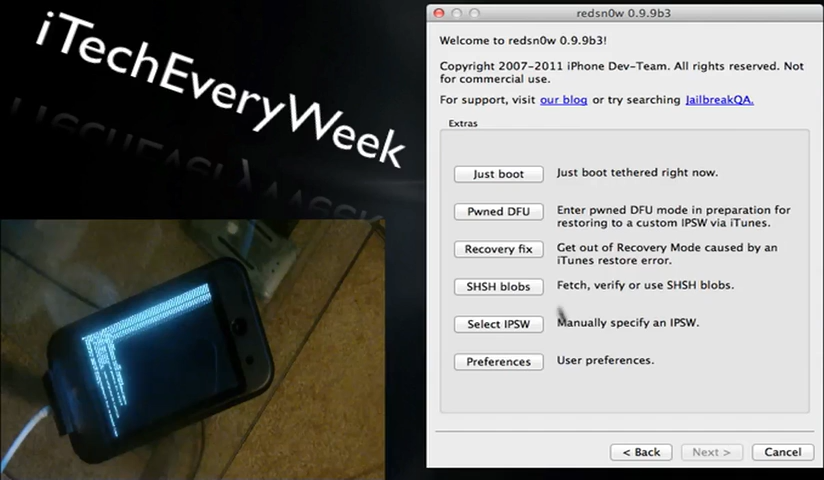 iTechEveryWeek
redsn0w 0.9.9b3
Welcome to redsn0w 0.9.9b3!
Copyright 2007-2011 iPhone Dev-Team. All rights reserved. Not
for commercial use.
For support, visit our blog or try searching JailbreakQA.
Extras
Just boot Just boot tethered right now.
Pwned DFU Enter pwned DFU mode in preparation for
restoring to a custom IPSW via iTunes.
Recovery fix Get out of Recovery Mode caused by an
iTunes restore error.
SHSH blobs Fetch, verify or use SHSH blobs.
Select IPSW Manually specify an IPSW.
Preferences User preferences.
< Back Next > Cancel